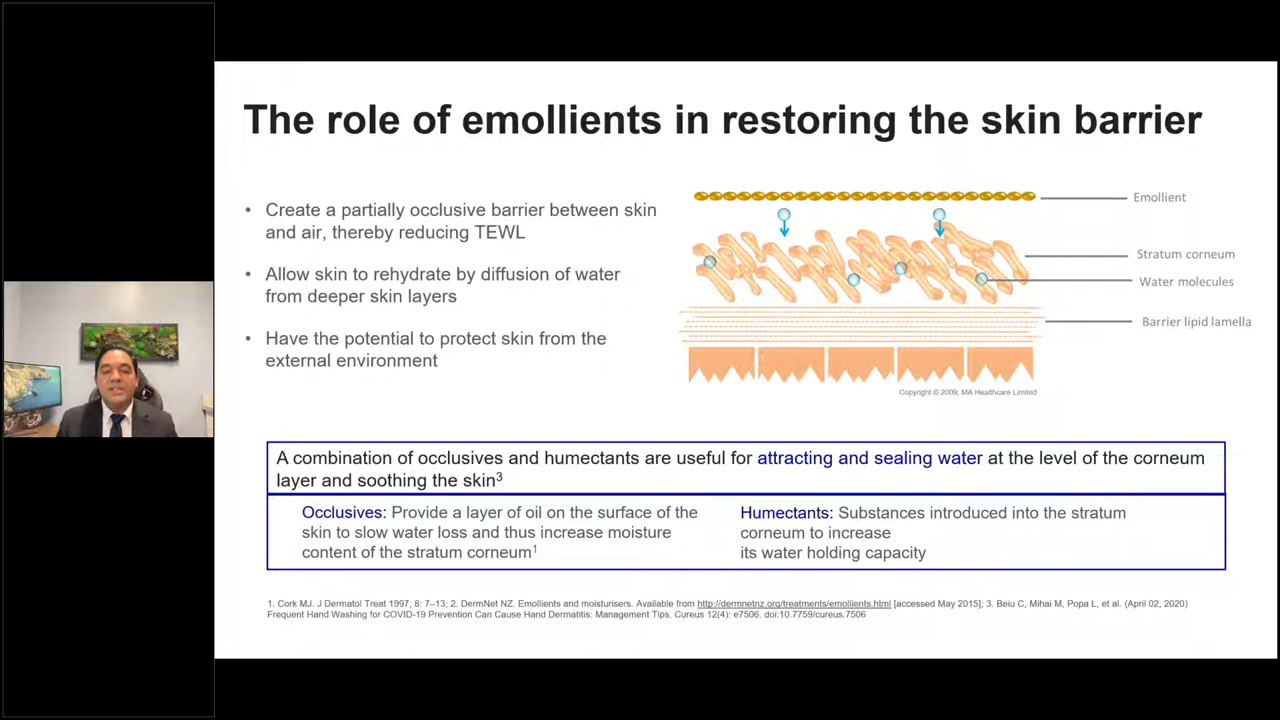 The role of emollients in restoring the skin barrier
• Create a partially occlusive barrier between skin
and air, thereby reducing TEWL
• Allow skin to rehydrate by diffusion of water
from deeper skin layers
• Have the potential to protect skin from the
external environment
Emollient
Stratum corneum
Water molecules
Barrier lipid lamella
Copyright © 2009, MA Healthcare Limited
A combination of occlusives and humectants are useful for attracting and sealing water at the level of the corneum
layer and soothing the skin3
Occlusives: Provide a layer of oil on the surface of the
skin to slow water loss and thus increase moisture
content of the stratum corneum1
Humectants: Substances introduced into the stratum
corneum to increase
its water holding capacity
1. Cork MJ. J Dermatol Treat 1997; 8: 7–13; 2. DermNet NZ. Emollients and moisturisers. Available from http://dermnetnz.org/treatments/emollients.html [accessed May 2015]; 3. Beiu C, Mihai M, Popa L, et al. (April 02, 2020)
Frequent Hand Washing for COVID-19 Prevention Can Cause Hand Dermatitis: Management Tips. Cureus 12(4): e7506. doi:10.7759/cureus.7506